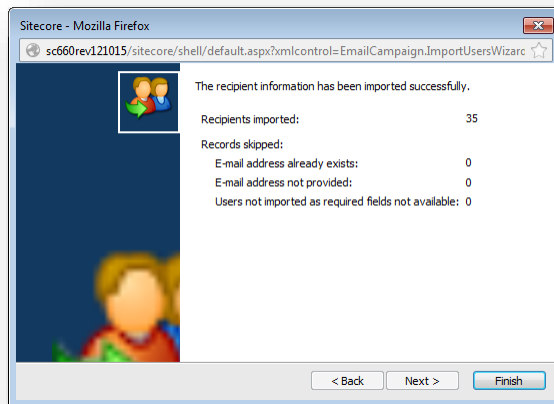 Sitecore - Mozilla Firefox
sc660rev121015/sitecore/shell/default.aspx?xmlcontrol=EmailCampaign.ImportUsersWizard
The recipient information has been imported successfully.
Recipients imported: 35
Records skipped:
E-mail address already exists: 0
E-mail address not provided: 0
Users not imported as required fields not available: 0
< Back Next > Finish